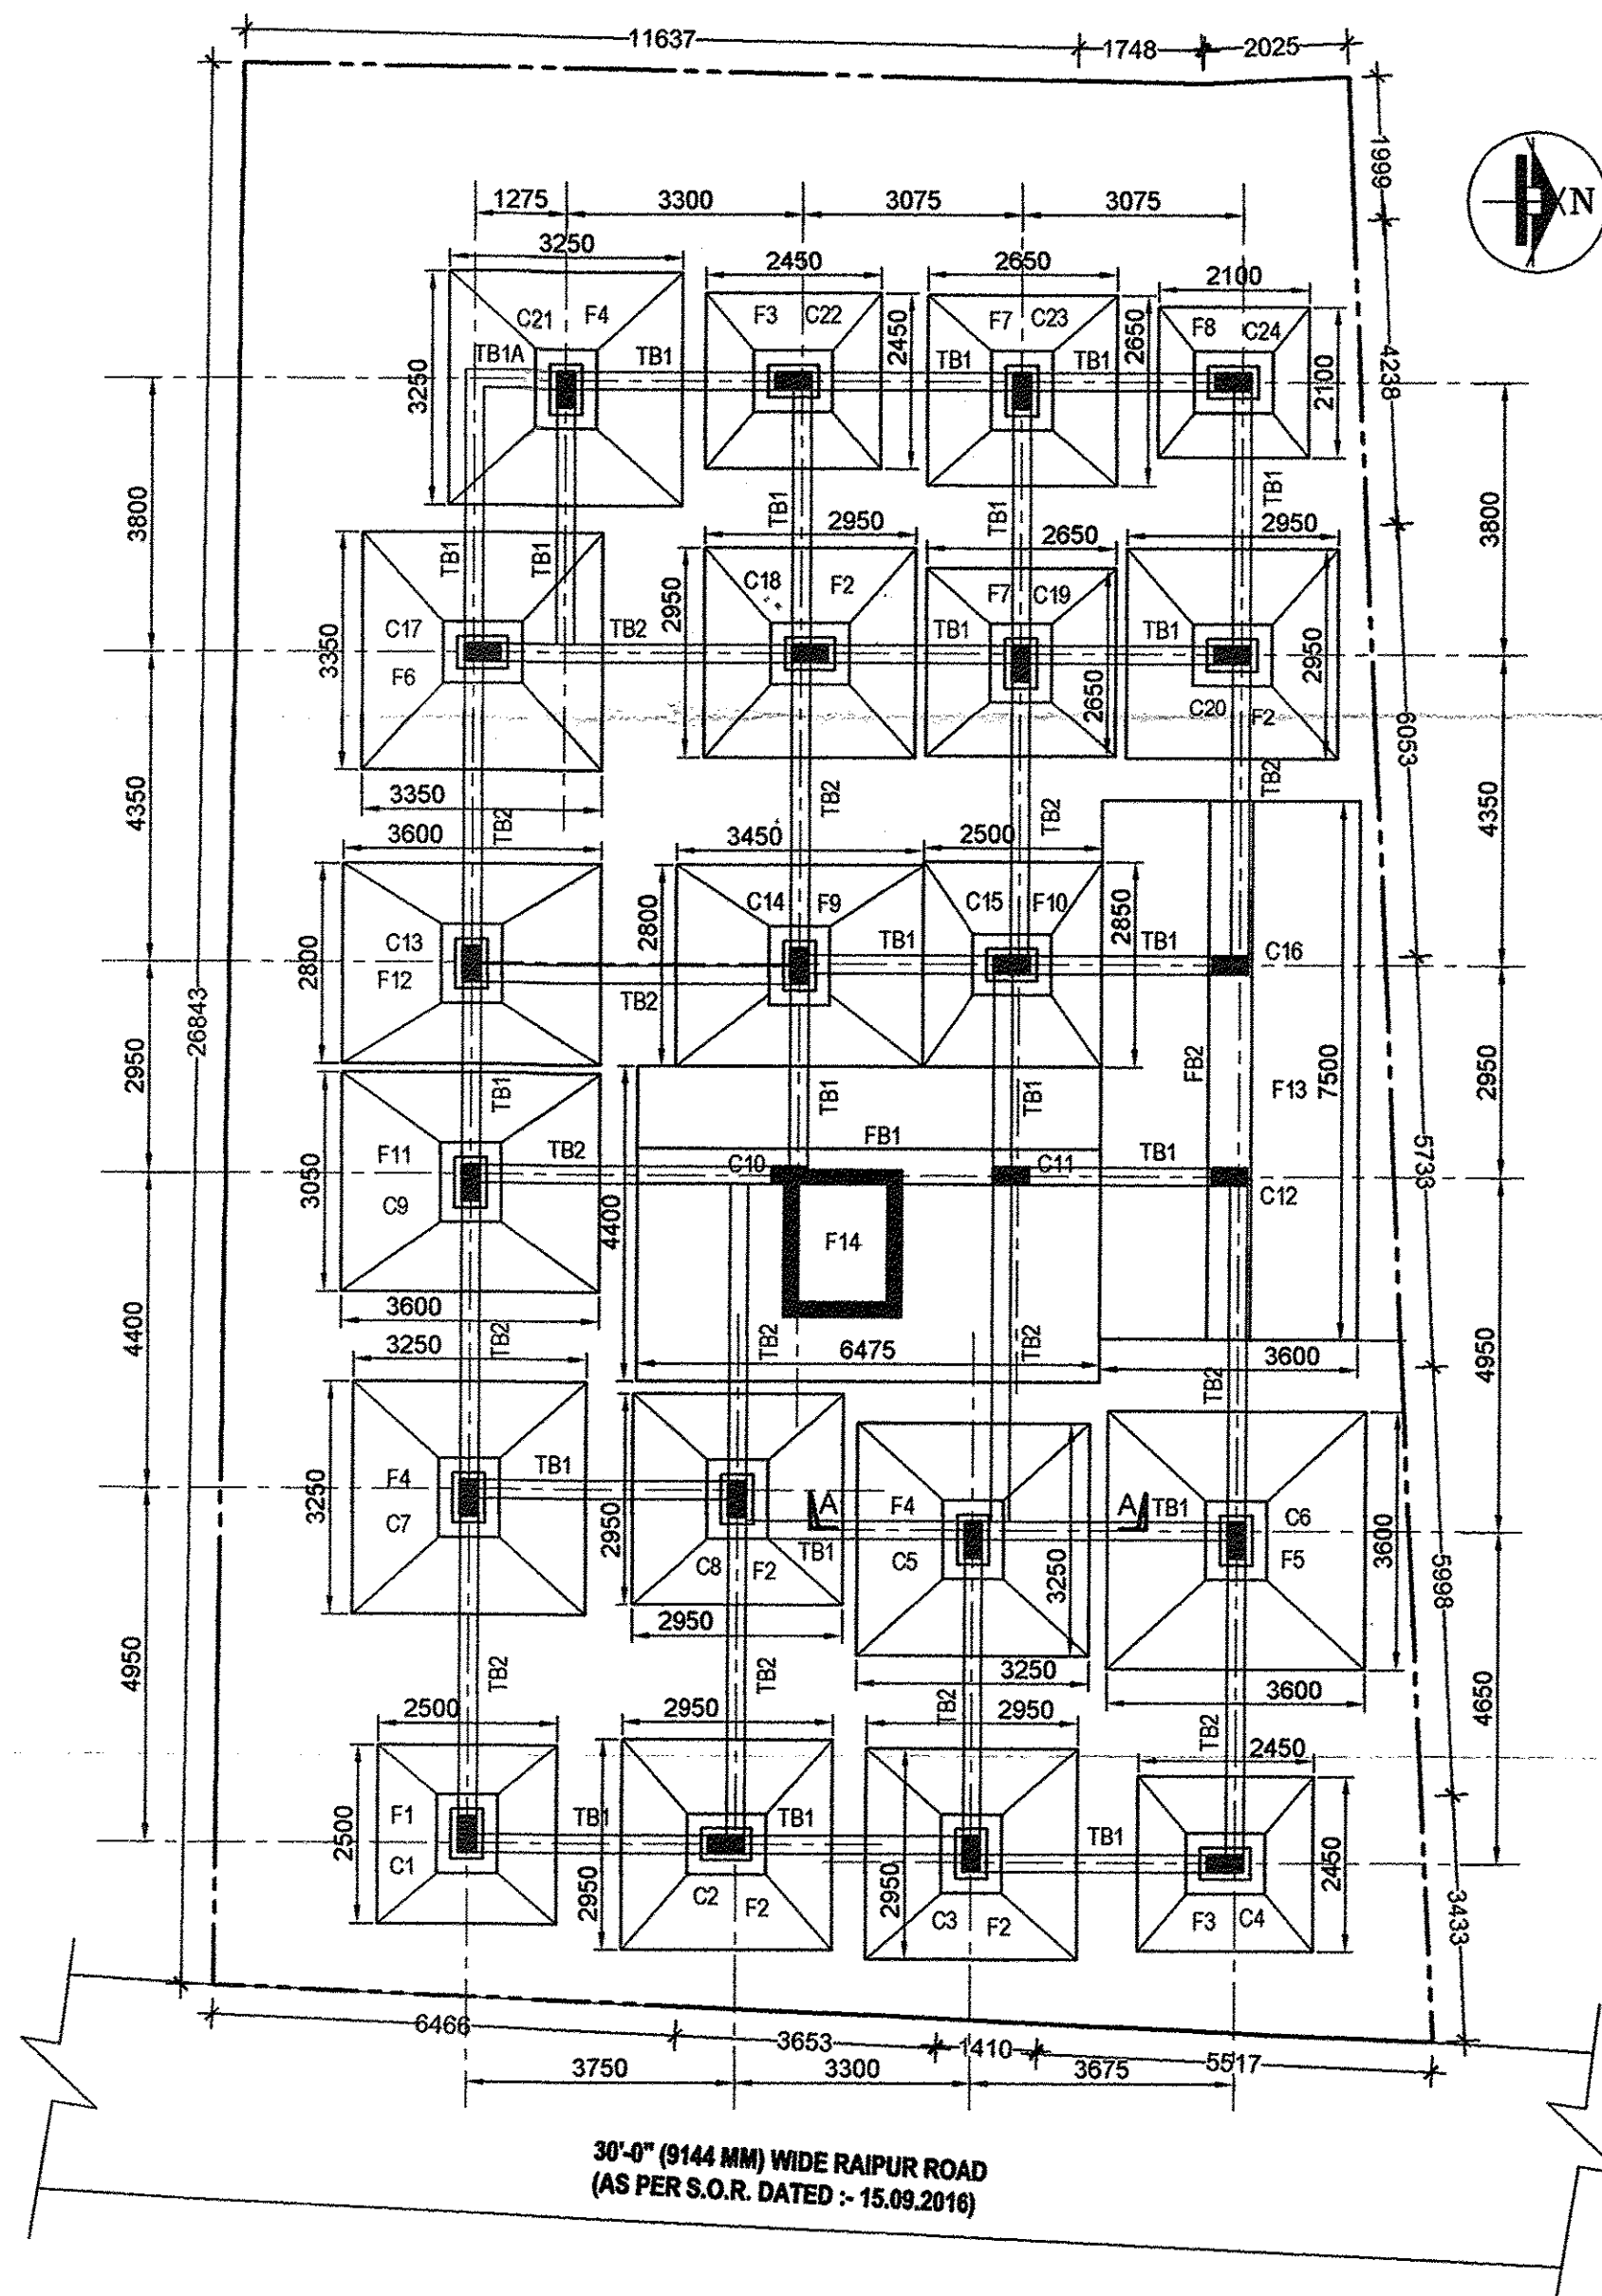 11637
1748
2025
1999
N
1275
3300
3075
3075
3250
2450
2650
2100
C21
F4
F3
C22
F7
C23
F8
C24
TB1A
TB1
TB1
TB1
3250
2450
2650
2100
4238
3800
3800
TB1
TB1
TB1
TB1
TB1
2950
2650
2950
C17
F6
TB2
C18
F2
F7
C19
TB1
TB1
C20
F2
3350
2950
2650
2950
6053
3350
TB2
TB2
TB2
TB2
4350
4350
3600
3450
2500
C13
F12
C14
F9
C15
F10
TB1
TB1
C16
TB2
2800
2800
2850
26843
2950
2950
TB1
TB1
TB1
FB2
F13
7500
FB1
F11
C9
TB2
C10
C11
TB1
C12
F14
3050
4400
5733
3600
6475
3600
TB2
TB2
TB2
TB2
4400
4950
3250
F4
C7
TB1
A
F4
A
TB1
C6
F5
C8
F2
TB1
C5
3250
2950
3250
3600
5998
2950
3250
3600
TB2
TB2
TB2
TB2
4950
4650
2500
2950
2950
2450
F1
C1
TB1
TB1
TB1
C2
F2
C3
F2
F3
C4
2500
2950
2950
2450
3433
6466
3653
1410
5517
3750
3300
3675
30'-0" (9144 MM) WIDE RAIPUR ROAD
(AS PER S.O.R. DATED :- 15.09.2016)